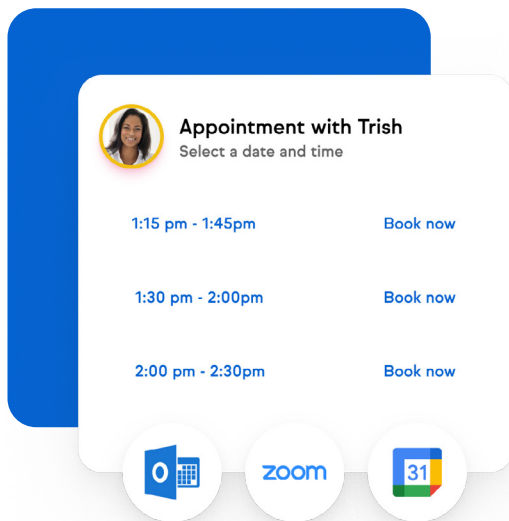 Appointment with Trish
Select a date and time
1:15 pm - 1:45pm Book now
1:30 pm - 2:00pm Book now
2:00 pm - 2:30pm Book now
O zoom 31